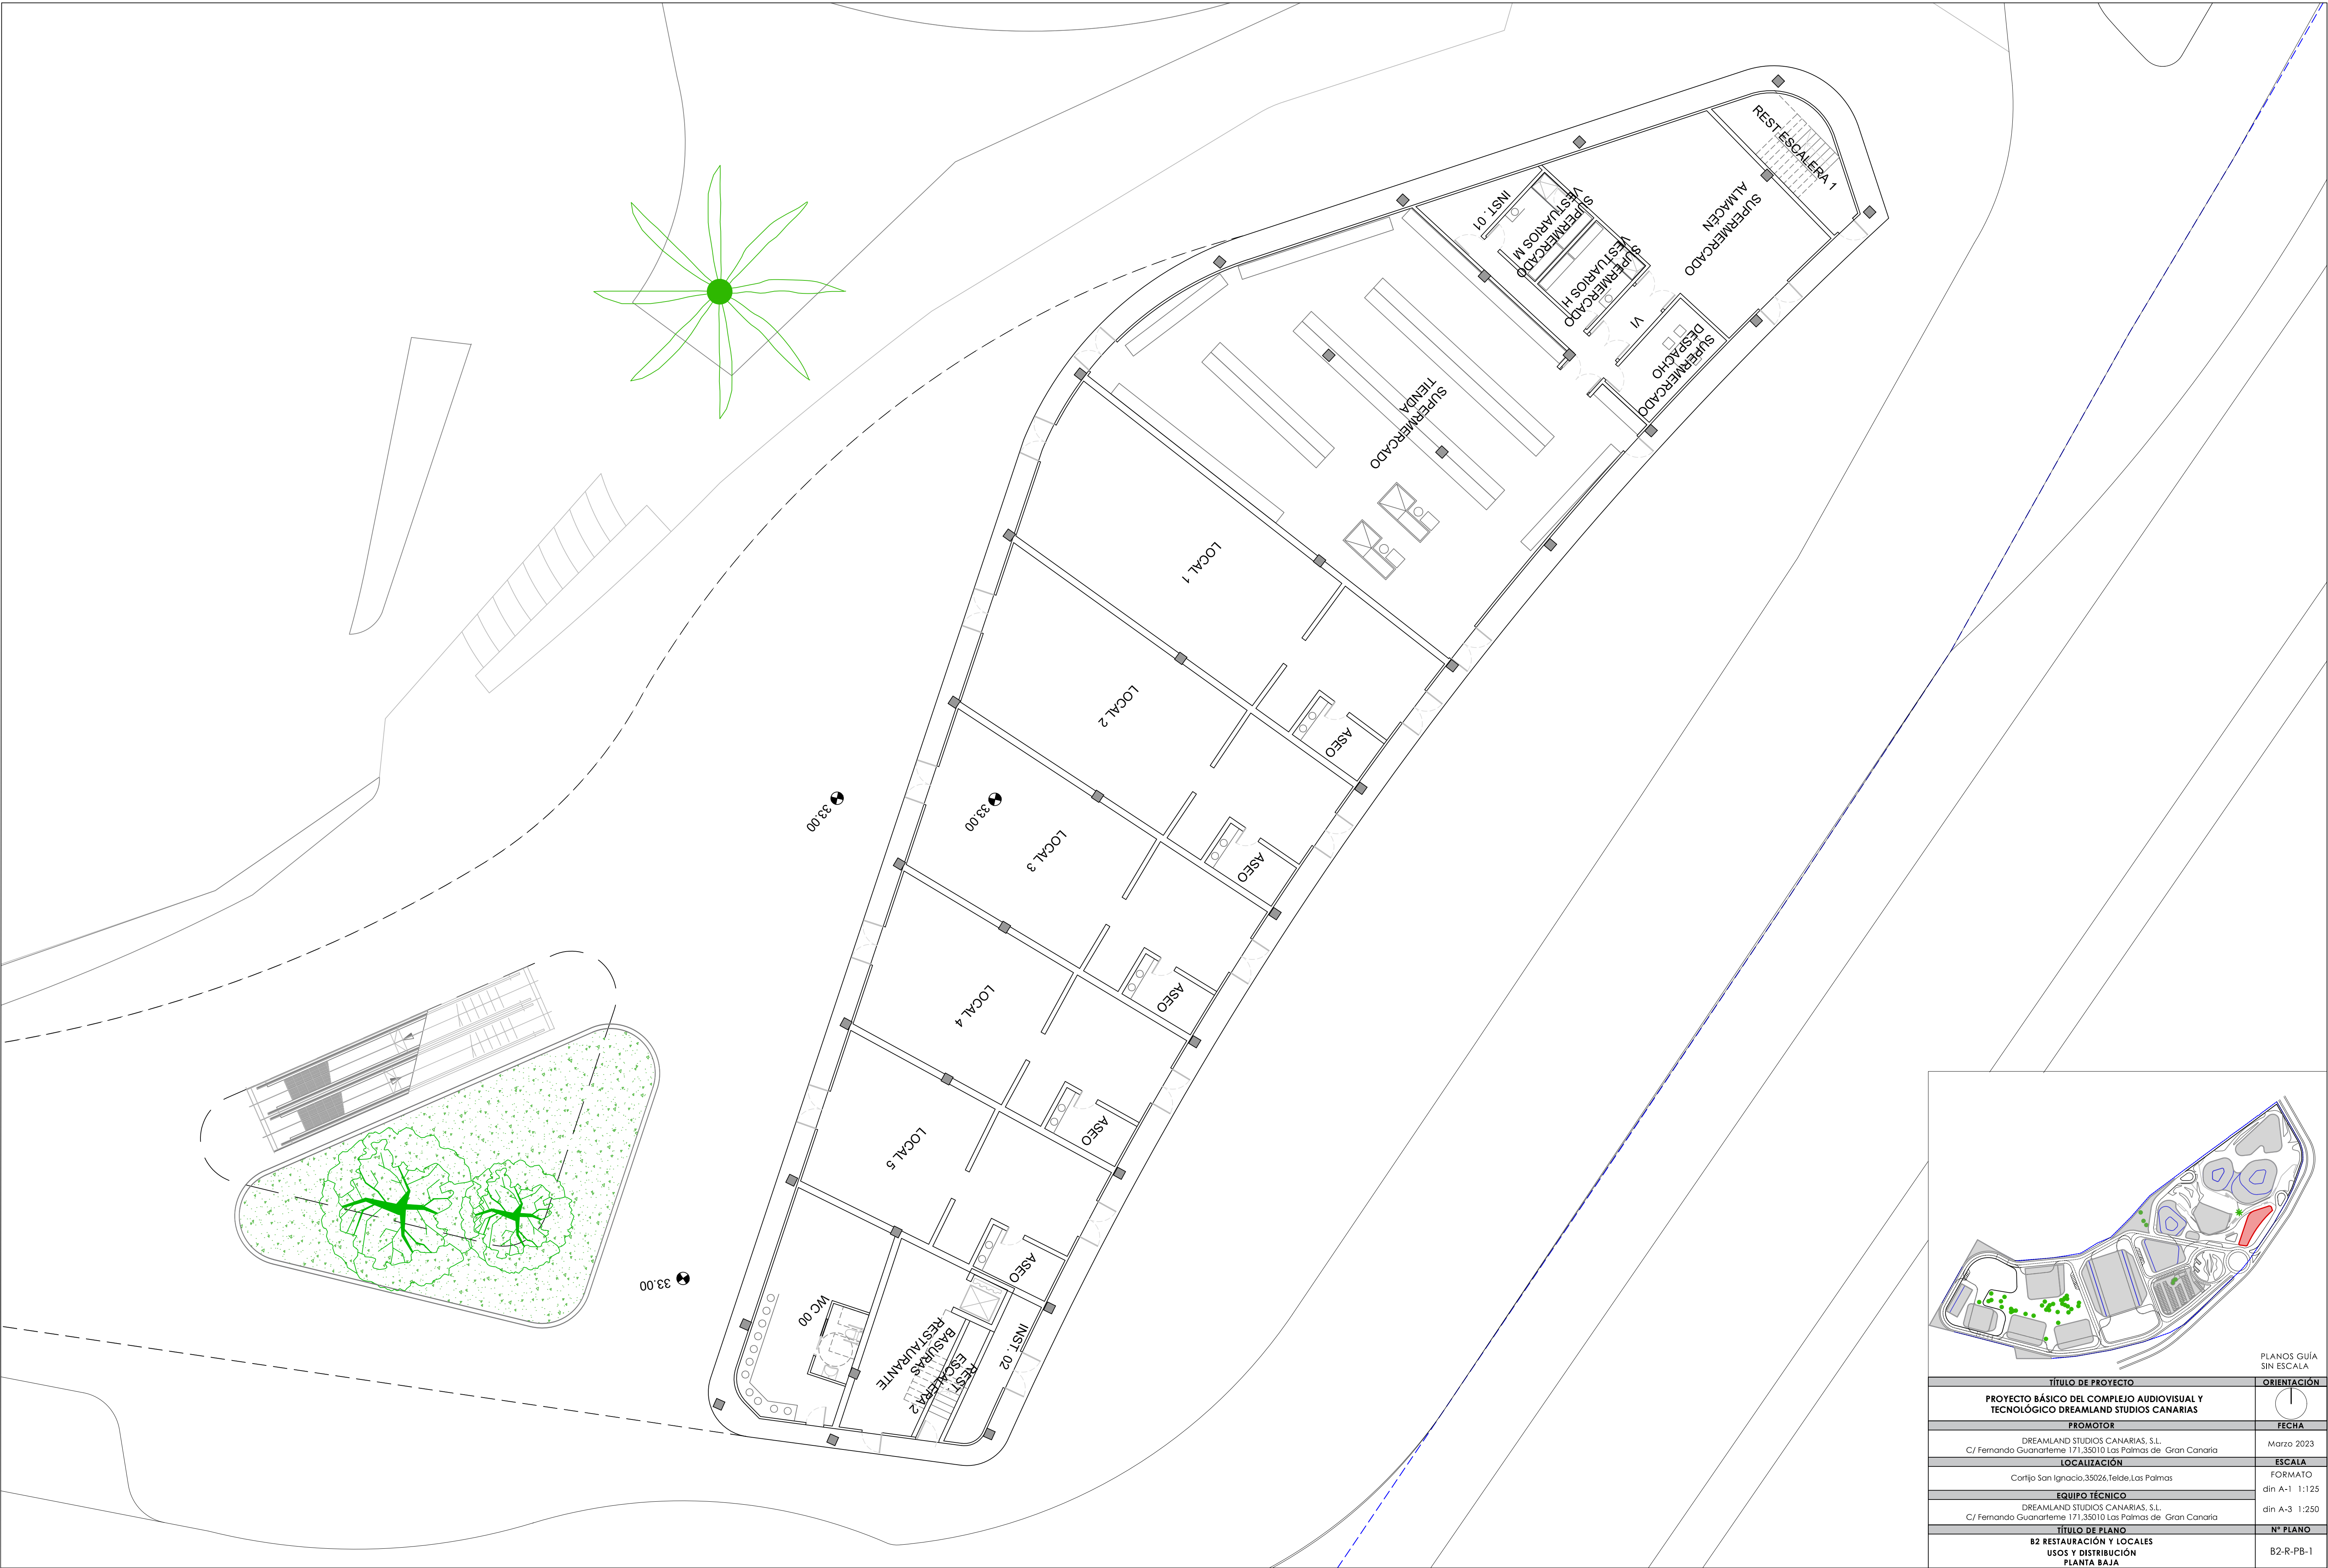 REST ESCALERA 1
SUPERMERCADO
ALMACÉN
INST. 01
SUPERMERCADO
VESTUARIOS M
SUPERMERCADO
VESTUARIOS H
VI
SUPERMERCADO
DESPACHO
SUPERMERCADO
TIENDA
LOCAL 1
LOCAL 2
ASEO
33.00
33.00
LOCAL 3
ASEO
LOCAL 4
ASEO
LOCAL 5
ASEO
33.00
ASEO
WC 00
RESTAURANTE
BASURAS
REST.
ESCALERA 2
INST. 02
PLANOS GUÍA
SIN ESCALA
TÍTULO DE PROYECTO
ORIENTACIÓN
PROYECTO BÁSICO DEL COMPLEJO AUDIOVISUAL Y
TECNOLÓGICO DREAMLAND STUDIOS CANARIAS
PROMOTOR
FECHA
DREAMLAND STUDIOS CANARIAS, S.L.
C/ Fernando Guanarteme 171,35010 Las Palmas de Gran Canaria
Marzo 2023
LOCALIZACIÓN
ESCALA
Cortijo San Ignacio,35026,Telde,Las Palmas
FORMATO
din A-1 1:125
din A-3 1:250
EQUIPO TÉCNICO
DREAMLAND STUDIOS CANARIAS, S.L.
C/ Fernando Guanarteme 171,35010 Las Palmas de Gran Canaria
TÍTULO DE PLANO
Nº PLANO
B2 RESTAURACIÓN Y LOCALES
USOS Y DISTRIBUCIÓN
PLANTA BAJA
B2-R-PB-1